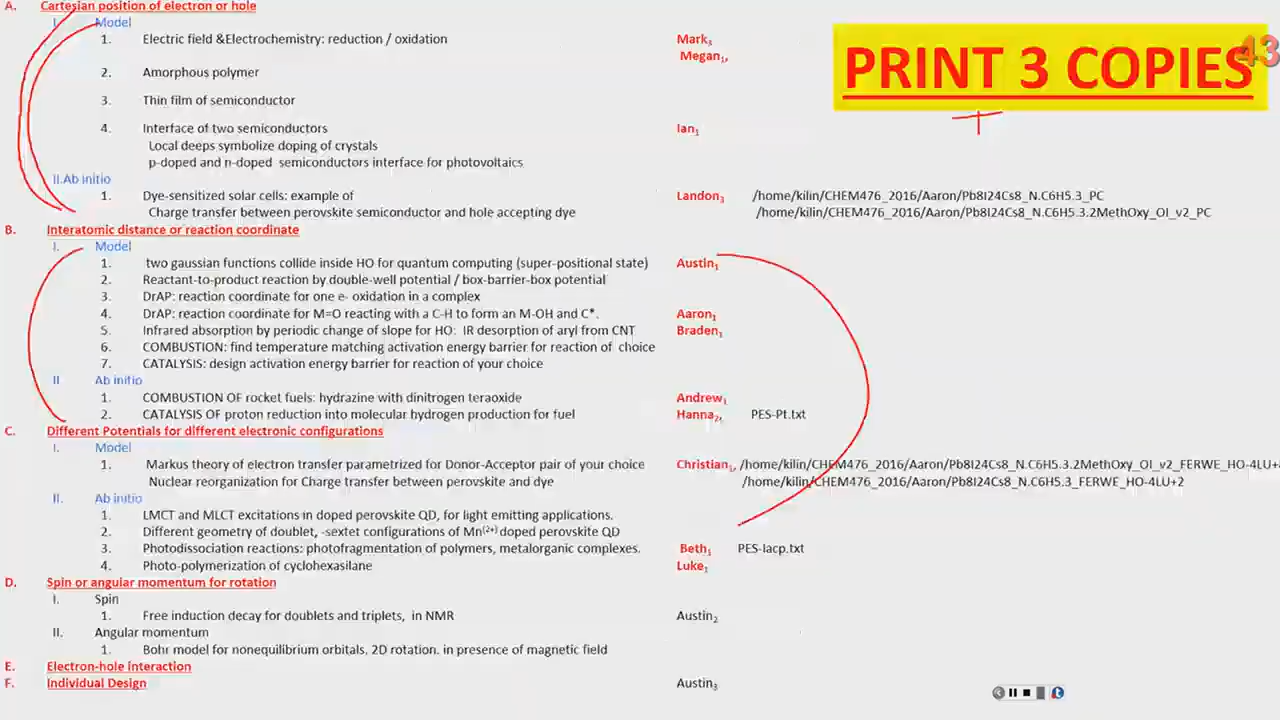 A. Cartesian position of electron or hole
I. Model
1. Electric field &Electrochemistry: reduction / oxidation Mark3
Megan1,
PRINT 3 COPIES
43
2. Amorphous polymer
3. Thin film of semiconductor
4. Interface of two semiconductors Ian1
Local deeps symbolize doping of crystals
p-doped and n-doped semiconductors interface for photovoltaics
II.Ab initio
1. Dye-sensitized solar cells: example of Landon3 /home/kilin/CHEM476_2016/Aaron/Pb8I24Cs8_N.C6H5.3_PC
Charge transfer between perovskite semiconductor and hole accepting dye /home/kilin/CHEM476_2016/Aaron/Pb8I24Cs8_N.C6H5.3.2MethOxy_OI_v2_PC
B. Interatomic distance or reaction coordinate
I. Model
1. two gaussian functions collide inside HO for quantum computing (super-positional state) Austin1
2. Reactant-to-product reaction by double-well potential / box-barrier-box potential
3. DrAP: reaction coordinate for one e- oxidation in a complex
4. DrAP: reaction coordinate for M=O reacting with a C-H to form an M-OH and C*. Aaron1
5. Infrared absorption by periodic change of slope for HO: IR desorption of aryl from CNT Braden1
6. COMBUSTION: find temperature matching activation energy barrier for reaction of choice
7. CATALYSIS: design activation energy barrier for reaction of your choice
II Ab initio
1. COMBUSTION OF rocket fuels: hydrazine with dinitrogen teraoxide Andrew1
2. CATALYSIS OF proton reduction into molecular hydrogen production for fuel Hanna2, PES-Pt.txt
C. Different Potentials for different electronic configurations
I. Model
1. Markus theory of electron transfer parametrized for Donor-Acceptor pair of your choice Christian1, /home/kilin/CHEM476_2016/Aaron/Pb8I24Cs8_N.C6H5.3.2MethOxy_OI_v2_FERWE_HO-4LU+
Nuclear reorganization for Charge transfer between perovskite and dye /home/kilin/CHEM476_2016/Aaron/Pb8I24Cs8_N.C6H5.3_FERWE_HO-4LU+2
II. Ab initio
1. LMCT and MLCT excitations in doped perovskite QD, for light emitting applications.
2. Different geometry of doublet, -sextet configurations of Mn(2+) doped perovskite QD
3. Photodissociation reactions: photofragmentation of polymers, metalorganic complexes. Beth1 PES-Iacp.txt
4. Photo-polymerization of cyclohexasilane Luke1
D. Spin or angular momentum for rotation
I. Spin
1. Free induction decay for doublets and triplets, in NMR Austin2
II. Angular momentum
1. Bohr model for nonequilibrium orbitals. 2D rotation. in presence of magnetic field
E. Electron-hole interaction
F. Individual Design Austin3